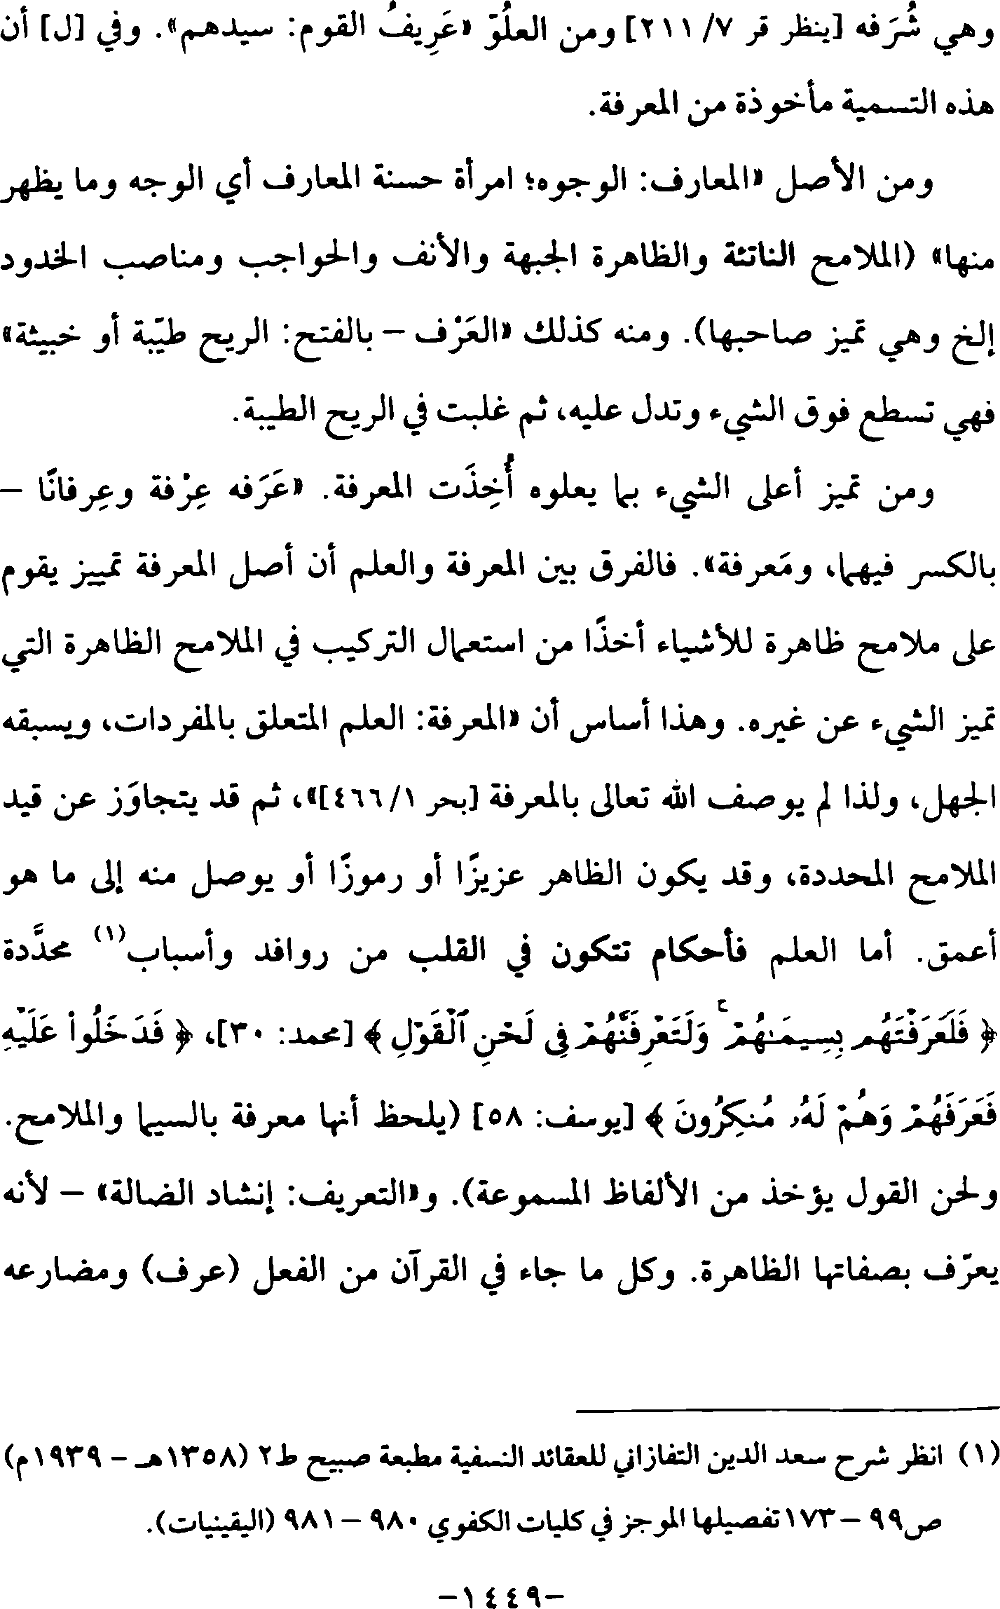 وهي شُرَفه [ينظر قر ٧/ ٢١١] ومن العلُوّ «عَرِيفُ القوم: سيدهم». وفي [ل] أن
هذه التسمية مأخوذة من المعرفة.
ومن الأصل «المعارف: الوجوه؛ امرأة حسنة المعارف أي الوجه وما يظهر
منها» (الملامح الناتئة والظاهرة الجبهة والأنف والحواجب ومناصب الخدود
إلخ وهي تميز صاحبها). ومنه كذلك «العَرْف – بالفتح: الريح طيّبة أو خبيثة»
فهي تسطع فوق الشيء وتدل عليه، ثم غلبت في الريح الطيبة.
ومن تميز أعلى الشيء بما يعلوه أُخِذَت المعرفة. «عَرَفه عِرْفة وعِرفانًا –
بالكسر فيهما، ومَعرفة». فالفرق بين المعرفة والعلم أن أصل المعرفة تمييز يقوم
على ملامح ظاهرة للأشياء أخذًا من استعمال التركيب في الملامح الظاهرة التي
تميز الشيء عن غيره. وهذا أساس أن «المعرفة: العلم المتعلق بالمفردات، ويسبقه
الجهل، ولذا لم يوصف الله تعالى بالمعرفة [بحر ١/ ٤٦٦]»، ثم قد يتجاوَز عن قيد
الملامح المحددة، وقد يكون الظاهر عزيزًا أو رموزًا أو يوصل منه إلى ما هو
أعمق. أما العلم فأحكام تتكون في القلب من روافد وأسباب(١) محدَّدة
﴿ فَلَعَرَفْتَهُم بِسِيمَـٰهُمْ ۚ وَلَتَعْرِفَنَّهُمْ فِي لَحْنِ ٱلْقَوْلِ ﴾ [محمد: ٣٠]، ﴿ فَدَخَلُوا۟ عَلَيْهِ
فَعَرَفَهُمْ وَهُمْ لَهُۥ مُنكِرُونَ ﴾ [يوسف: ٥٨] (يلحظ أنها معرفة بالسيما والملامح.
ولحن القول يؤخذ من الألفاظ المسموعة). و«التعريف: إنشاد الضالة» – لأنه
يعرّف بصفاتها الظاهرة. وكل ما جاء في القرآن من الفعل (عرف) ومضارعه
(١) انظر شرح سعد الدين التفازاني للعقائد النسفية مطبعة صبيح ط٢ (١٣٥٨هـ – ١٩٣٩م)
ص٩٩ – ١٧٣ تفصيلها الموجز في كليات الكفوي ٩٨٠ – ٩٨١ (اليقينيات).
–١٤٤٩–